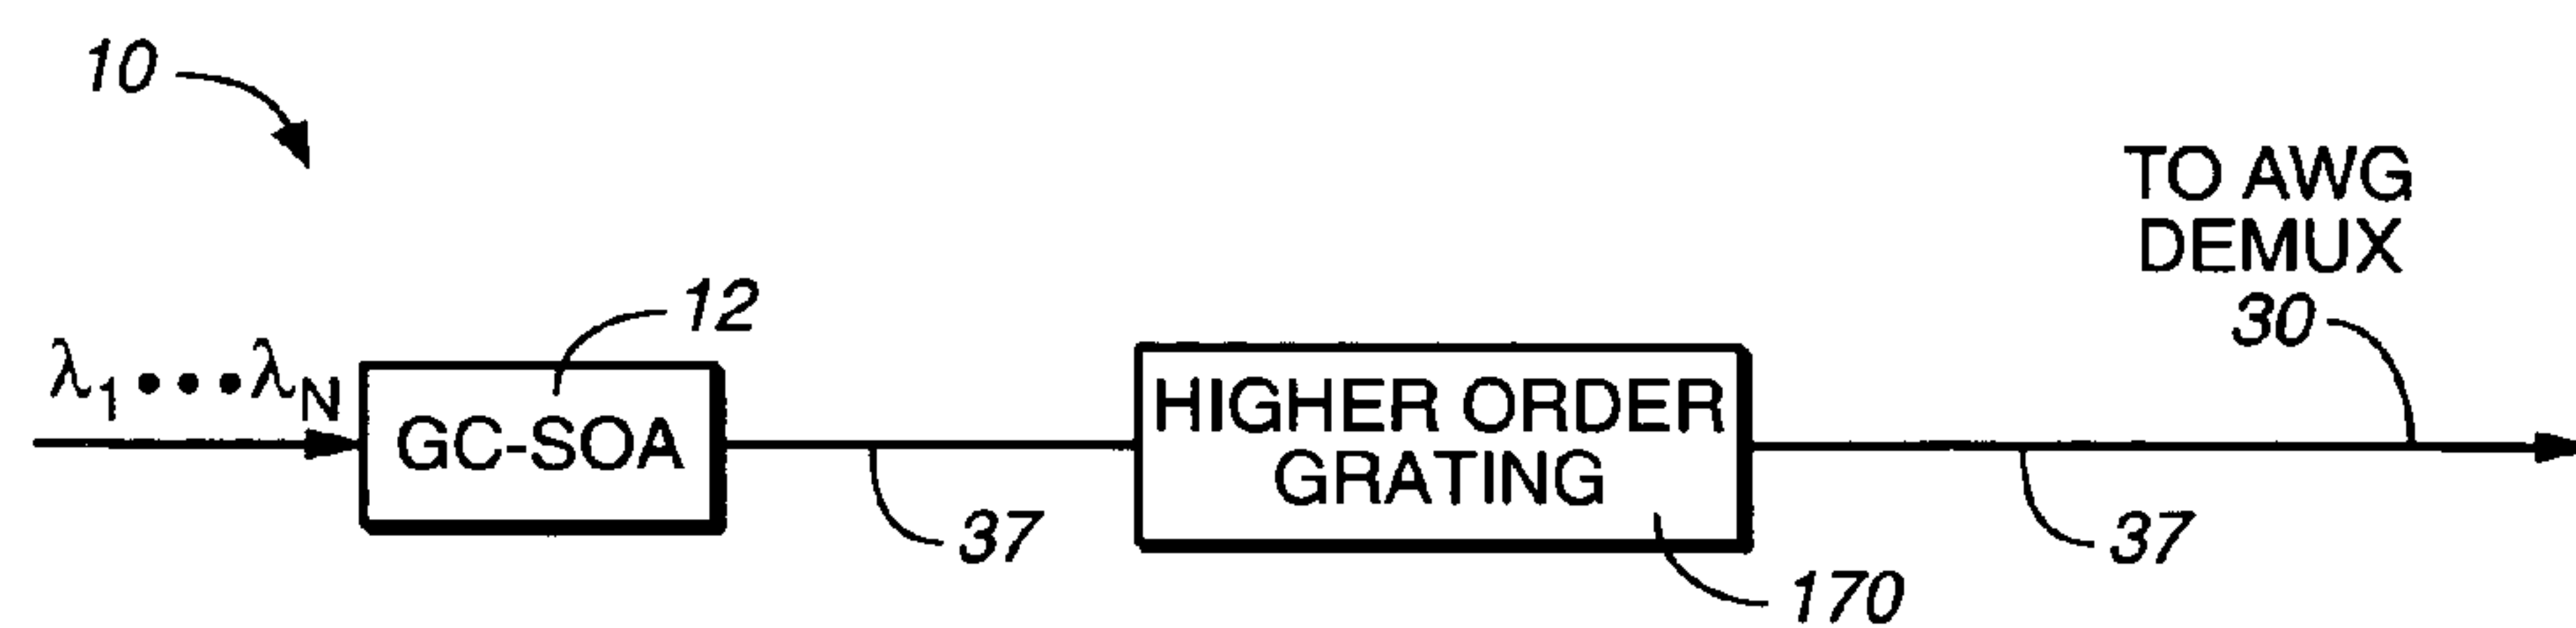 10
TO AWG
DEMUX
30
12
λ1•••λN
GC-SOA
HIGHER ORDER
GRATING
37
37
170